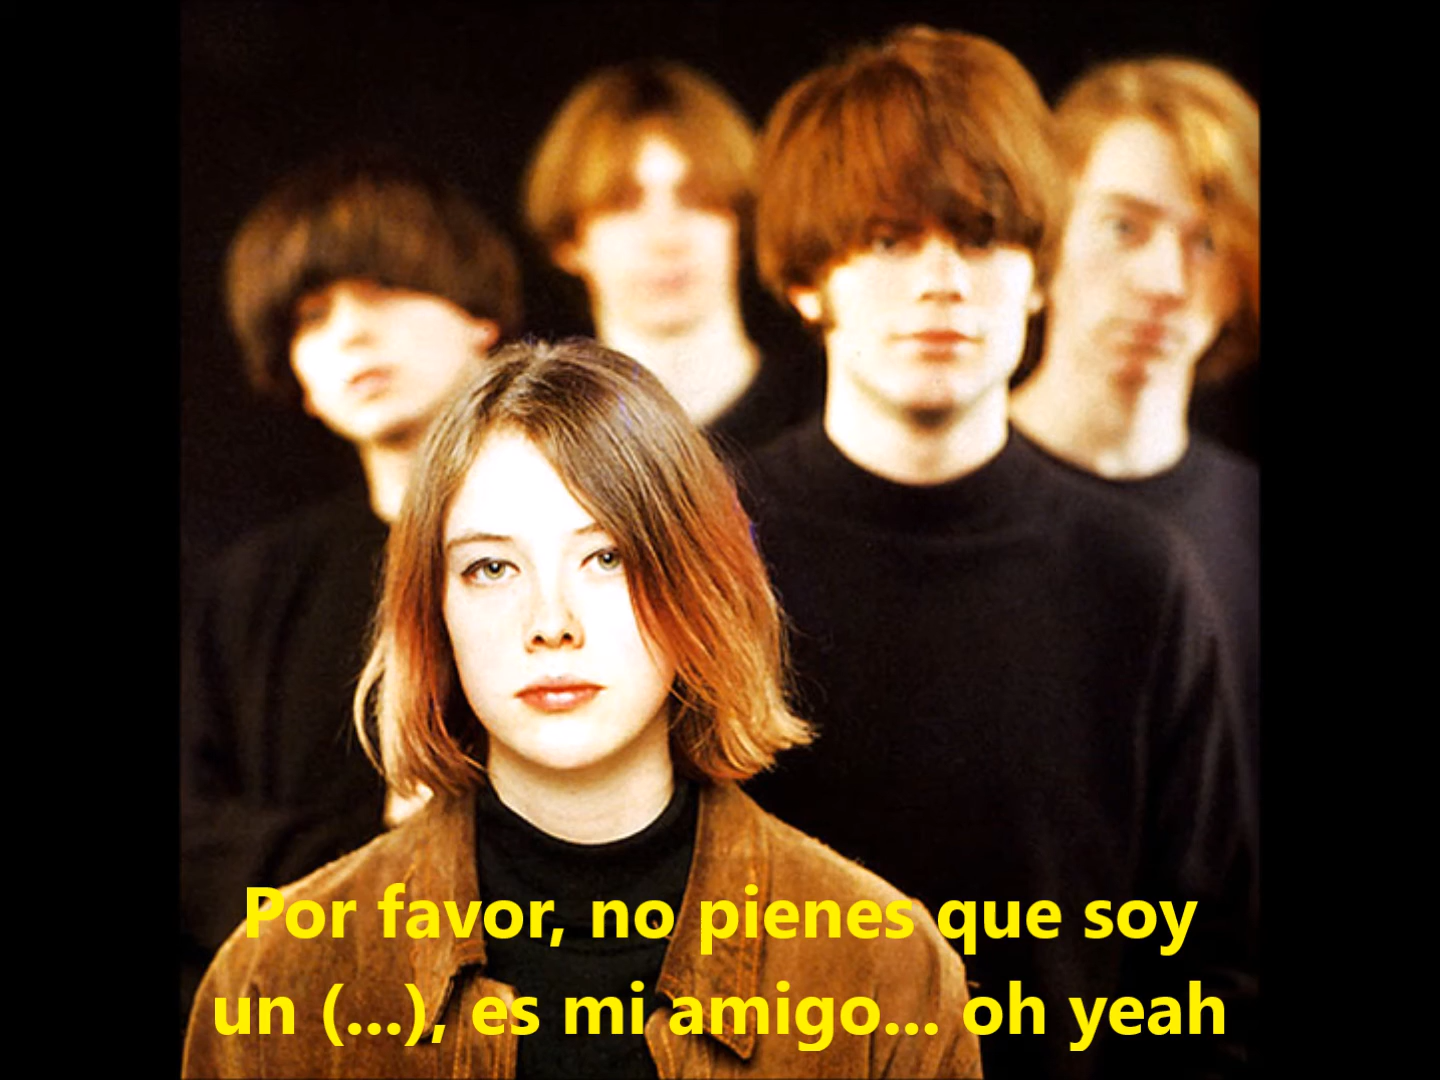 Por favor, no pienes que soy
un (...), es mi amigo... oh yeah